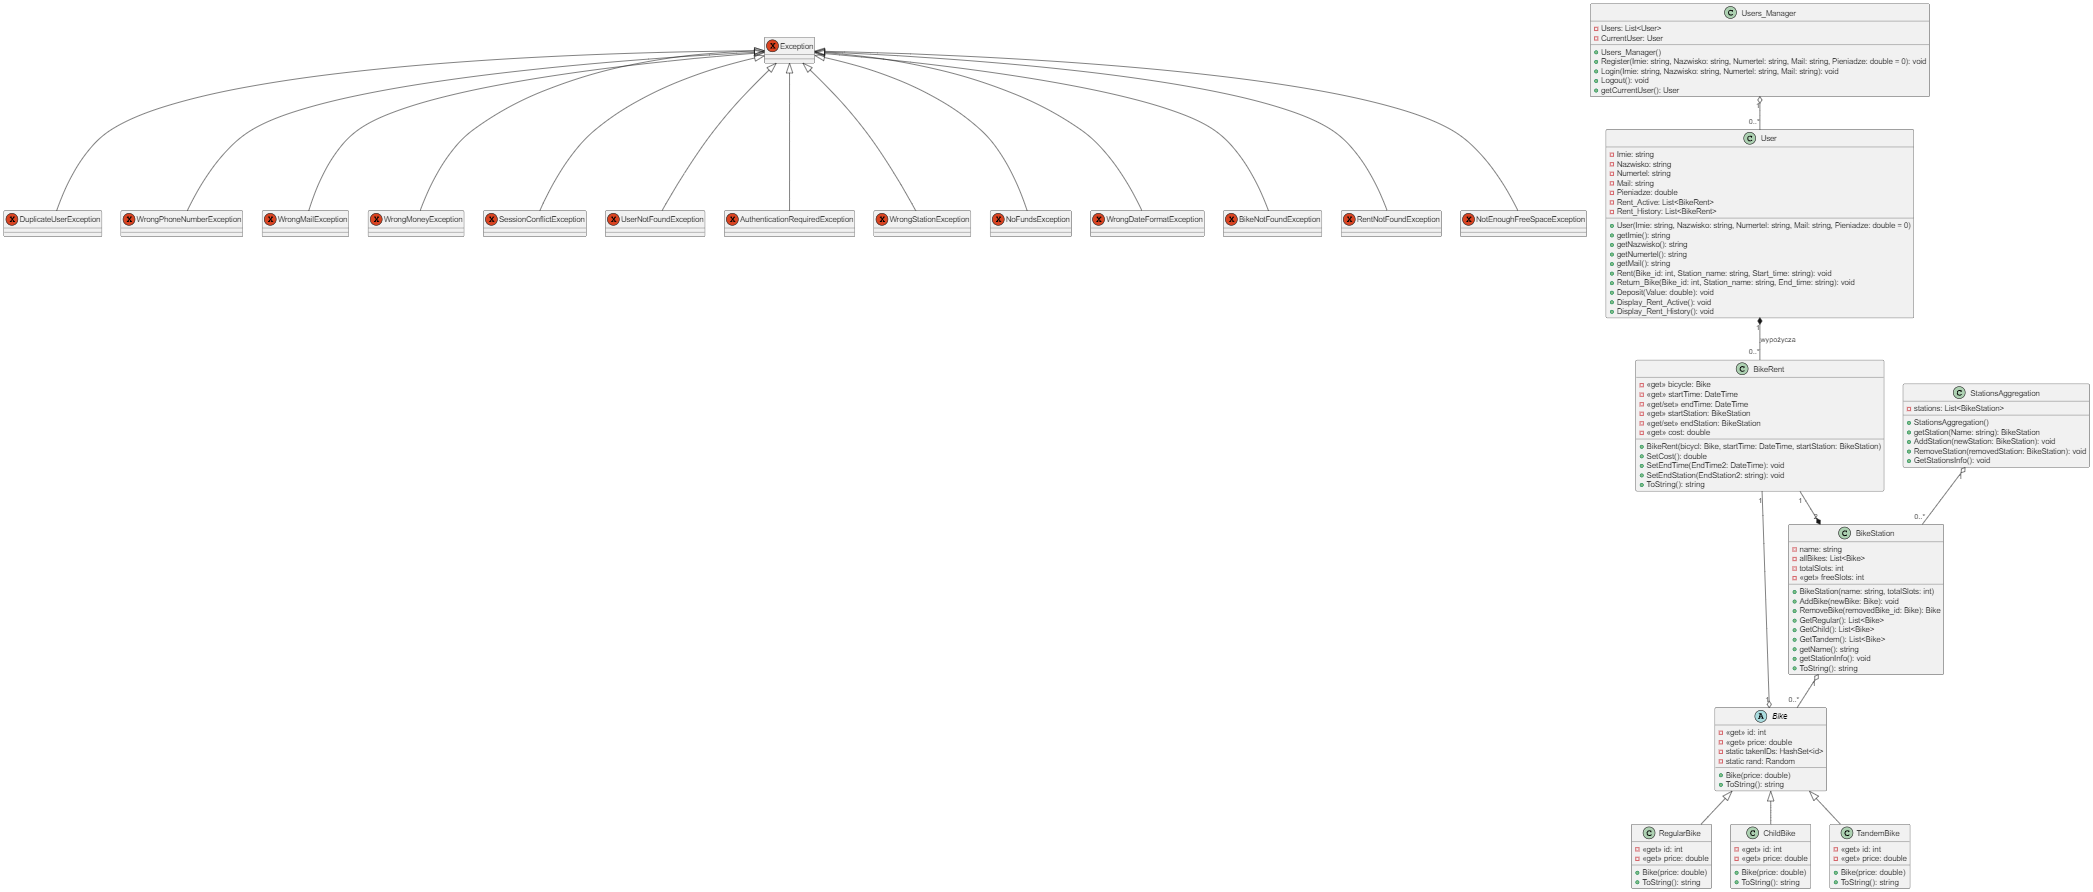 X Exception
X DuplicateUserException
X WrongPhoneNumberException
X WrongMailException
X WrongMoneyException
X SessionConflictException
X UserNotFoundException
X AuthenticationRequiredException
X WrongStationException
X NoFundsException
X WrongDateFormatException
X BikeNotFoundException
X RentNotFoundException
X NotEnoughFreeSpaceException
C Users_Manager
Users: List<User>
CurrentUser: User
Users_Manager()
Register(Imie: string, Nazwisko: string, Numertel: string, Mail: string, Pieniadze: double = 0): void
Login(Imie: string, Nazwisko: string, Numertel: string, Mail: string): void
Logout(): void
getCurrentUser(): User
1
0..*
C User
Imie: string
Nazwisko: string
Numertel: string
Mail: string
Pieniadze: double
Rent_Active: List<BikeRent>
Rent_History: List<BikeRent>
User(Imie: string, Nazwisko: string, Numertel: string, Mail: string, Pieniadze: double = 0)
getImie(): string
getNazwisko(): string
getNumertel(): string
getMail(): string
Rent(Bike_id: int, Station_name: string, Start_time: string): void
Return_Bike(Bike_id: int, Station_name: string, End_time: string): void
Deposit(Value: double): void
Display_Rent_Active(): void
Display_Rent_History(): void
1
wypożycza
0..*
C BikeRent
«get» bicycle: Bike
«get» startTime: DateTime
«get/set» endTime: DateTime
«get» startStation: BikeStation
«get/set» endStation: BikeStation
«get» cost: double
BikeRent(bicycl: Bike, startTime: DateTime, startStation: BikeStation)
SetCost(): double
SetEndTime(EndTime2: DateTime): void
SetEndStation(EndStation2: string): void
ToString(): string
C StationsAggregation
stations: List<BikeStation>
StationsAggregation()
getStation(Name: string): BikeStation
AddStation(newStation: BikeStation): void
RemoveStation(removedStation: BikeStation): void
GetStationsInfo(): void
1
1
1
2
0..*
C BikeStation
name: string
allBikes: List<Bike>
totalSlots: int
«get» freeSlots: int
BikeStation(name: string, totalSlots: int)
AddBike(newBike: Bike): void
RemoveBike(removedBike_id: Bike): Bike
GetRegular(): List<Bike>
GetChild(): List<Bike>
GetTandem(): List<Bike>
getName(): string
getStationInfo(): void
ToString(): string
1
1
0..*
A Bike
«get» id: int
«get» price: double
static takenIDs: HashSet<id>
static rand: Random
Bike(price: double)
ToString(): string
C RegularBike
«get» id: int
«get» price: double
Bike(price: double)
ToString(): string
C ChildBike
«get» id: int
«get» price: double
Bike(price: double)
ToString(): string
C TandemBike
«get» id: int
«get» price: double
Bike(price: double)
ToString(): string